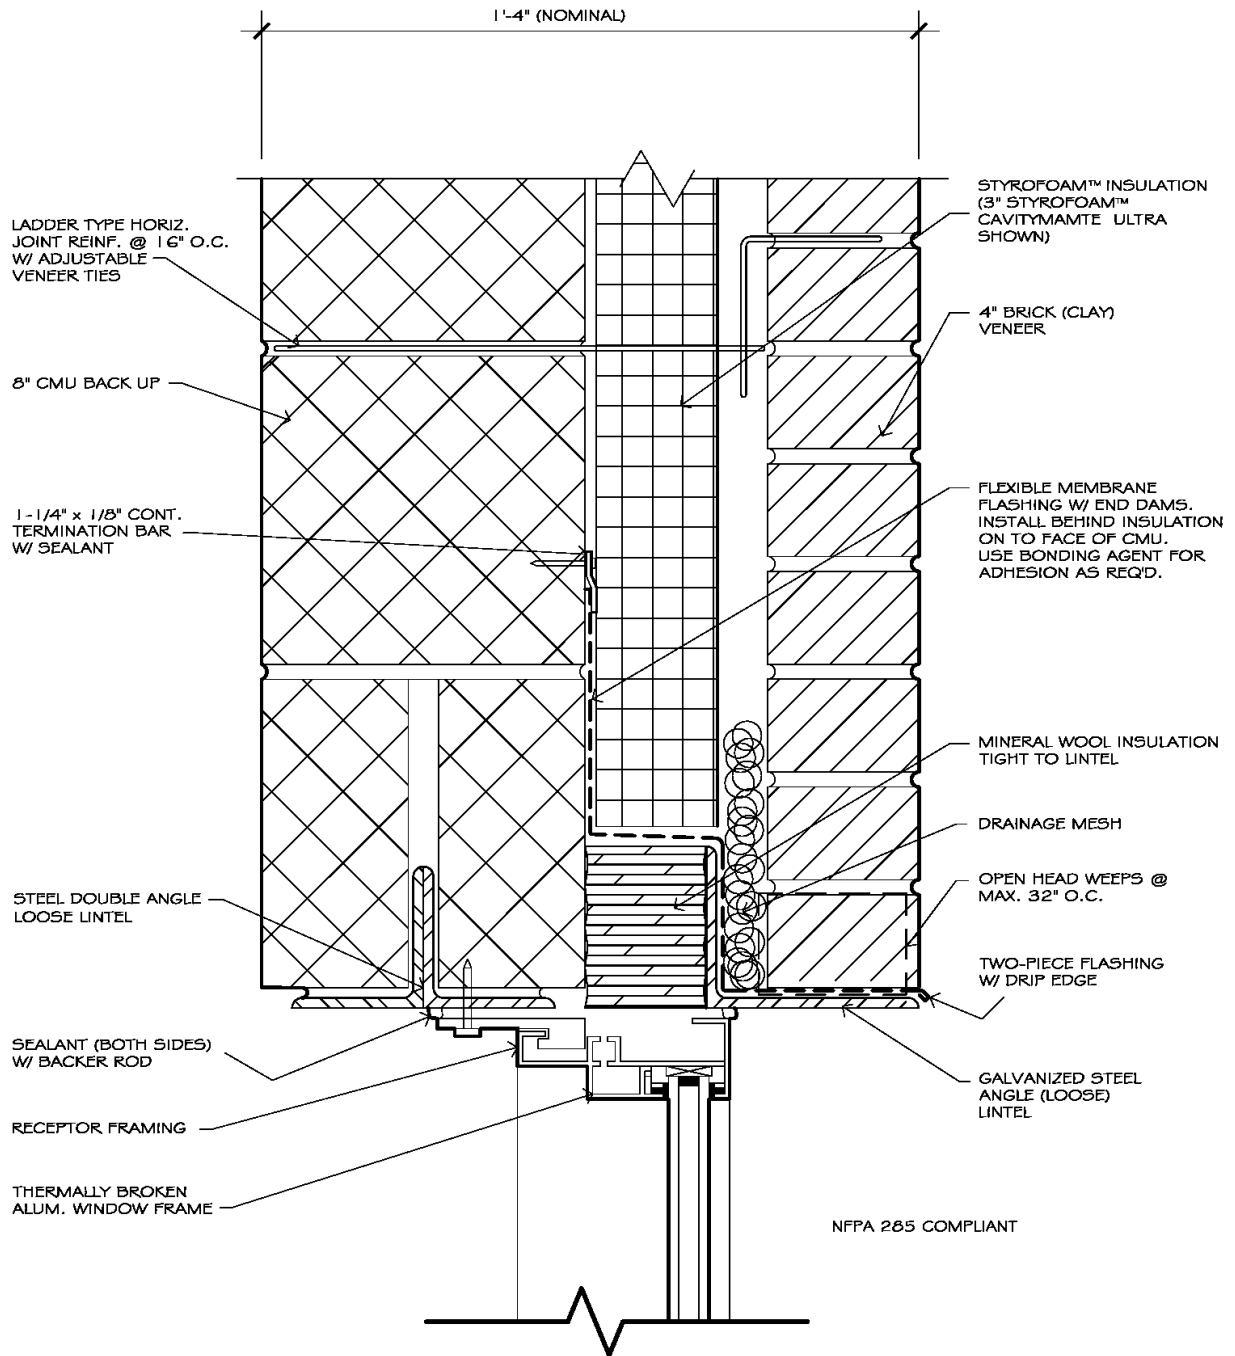 1'-4" (NOMINAL)
LADDER TYPE HORIZ.
JOINT REINF. @ 16" O.C.
W/ ADJUSTABLE
VENEER TIES
8" CMU BACK UP
1-1/4" x 1/8" CONT.
TERMINATION BAR
W/ SEALANT
STEEL DOUBLE ANGLE
LOOSE LINTEL
SEALANT (BOTH SIDES)
W/ BACKER ROD
RECEPTOR FRAMING
THERMALLY BROKEN
ALUM. WINDOW FRAME
STYROFOAM™ INSULATION
(3" STYROFOAM™
CAVITYMAMTE ULTRA
SHOWN)
4" BRICK (CLAY)
VENEER
FLEXIBLE MEMBRANE
FLASHING W/ END DAMS.
INSTALL BEHIND INSULATION
ON TO FACE OF CMU.
USE BONDING AGENT FOR
ADHESION AS REQ'D.
MINERAL WOOL INSULATION
TIGHT TO LINTEL
DRAINAGE MESH
OPEN HEAD WEEPS @
MAX. 32" O.C.
TWO-PIECE FLASHING
W/ DRIP EDGE
GALVANIZED STEEL
ANGLE (LOOSE)
LINTEL
NFPA 285 COMPLIANT